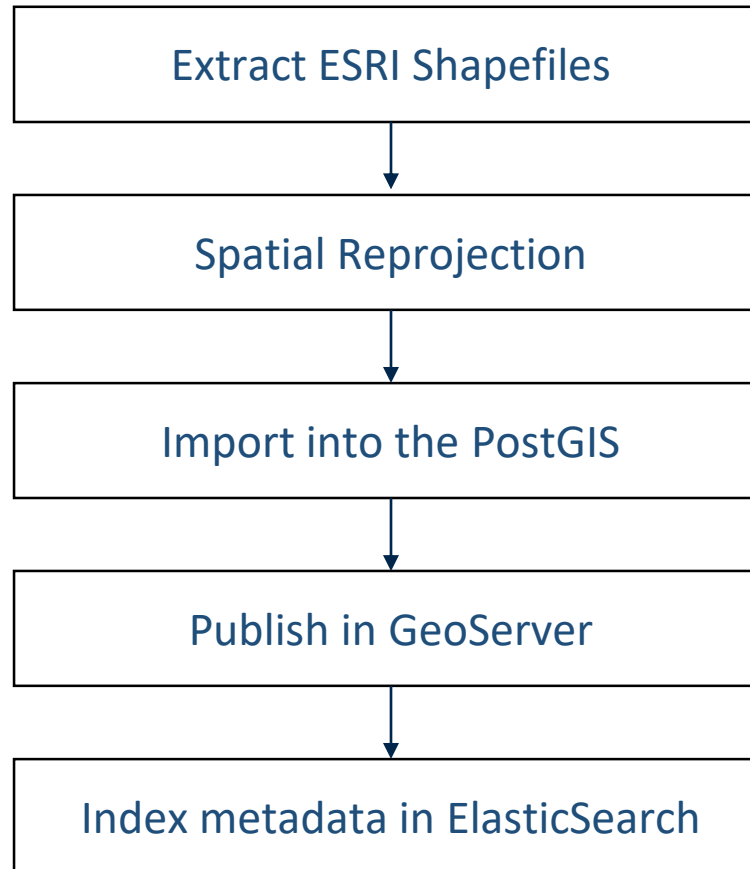 Extract ESRI Shapefiles
Spatial Reprojection
Import into the PostGIS
Publish in GeoServer
Index metadata in ElasticSearch